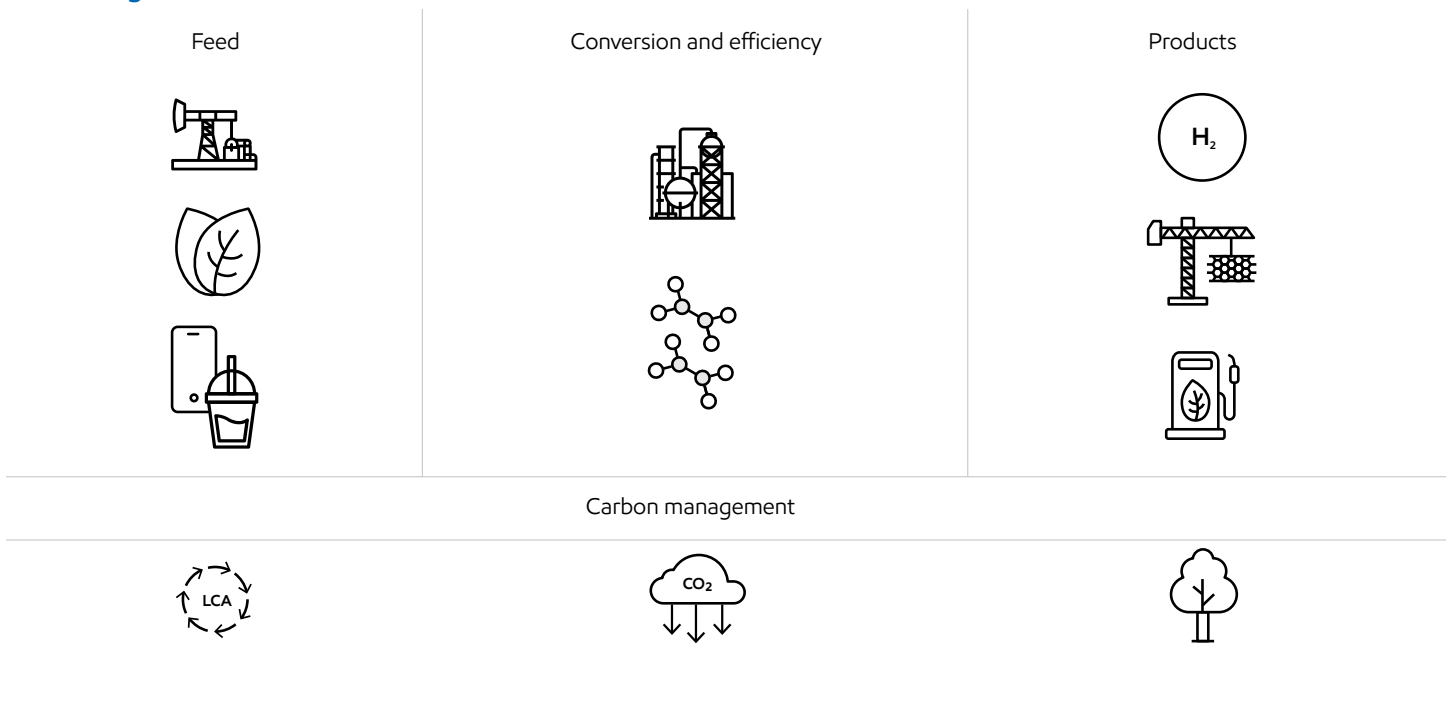 Feed
Conversion and efficiency
Products
H₂
Carbon management
LCA
CO₂